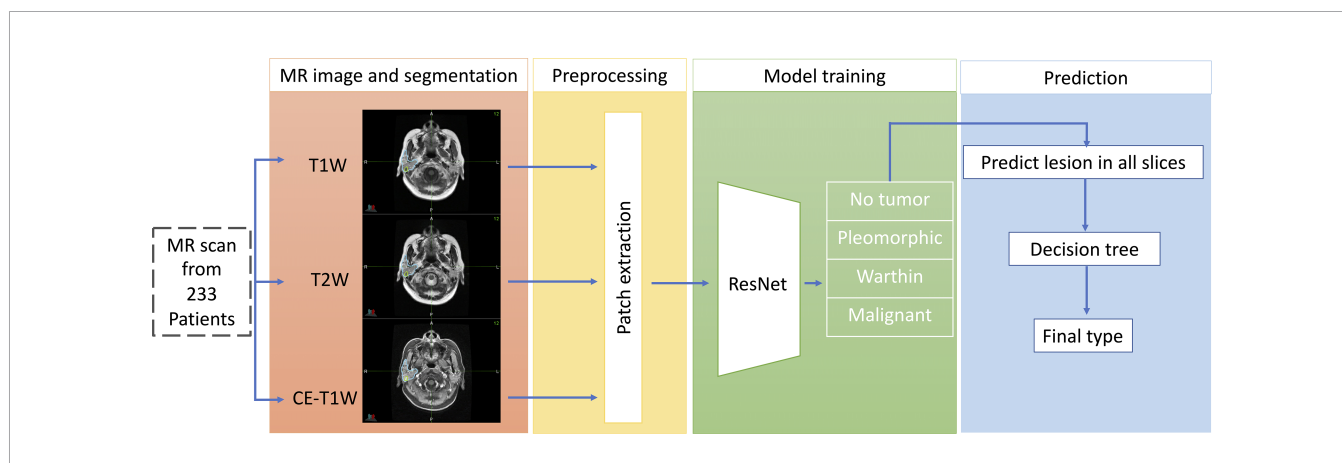 MR image and segmentation
Preprocessing
Model training
Prediction
MR scan
from
233
Patients
T1W
T2W
CE-T1W
Patch extraction
ResNet
No tumor
Pleomorphic
Warthin
Malignant
Predict lesion in all slices
Decision tree
Final type